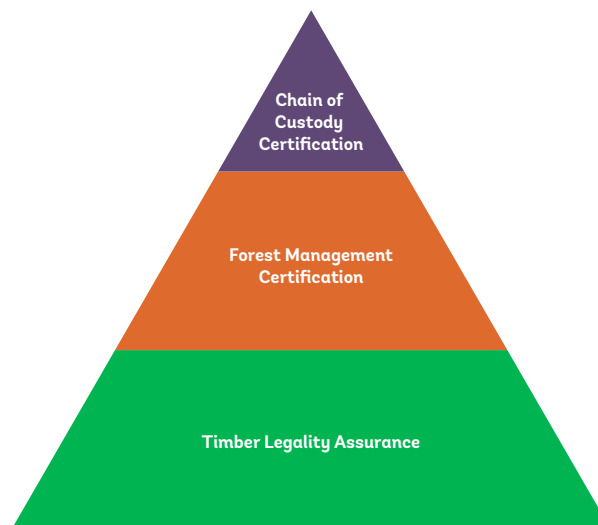 Chain of
Custody
Certification
Forest Management
Certification
Timber Legality Assurance